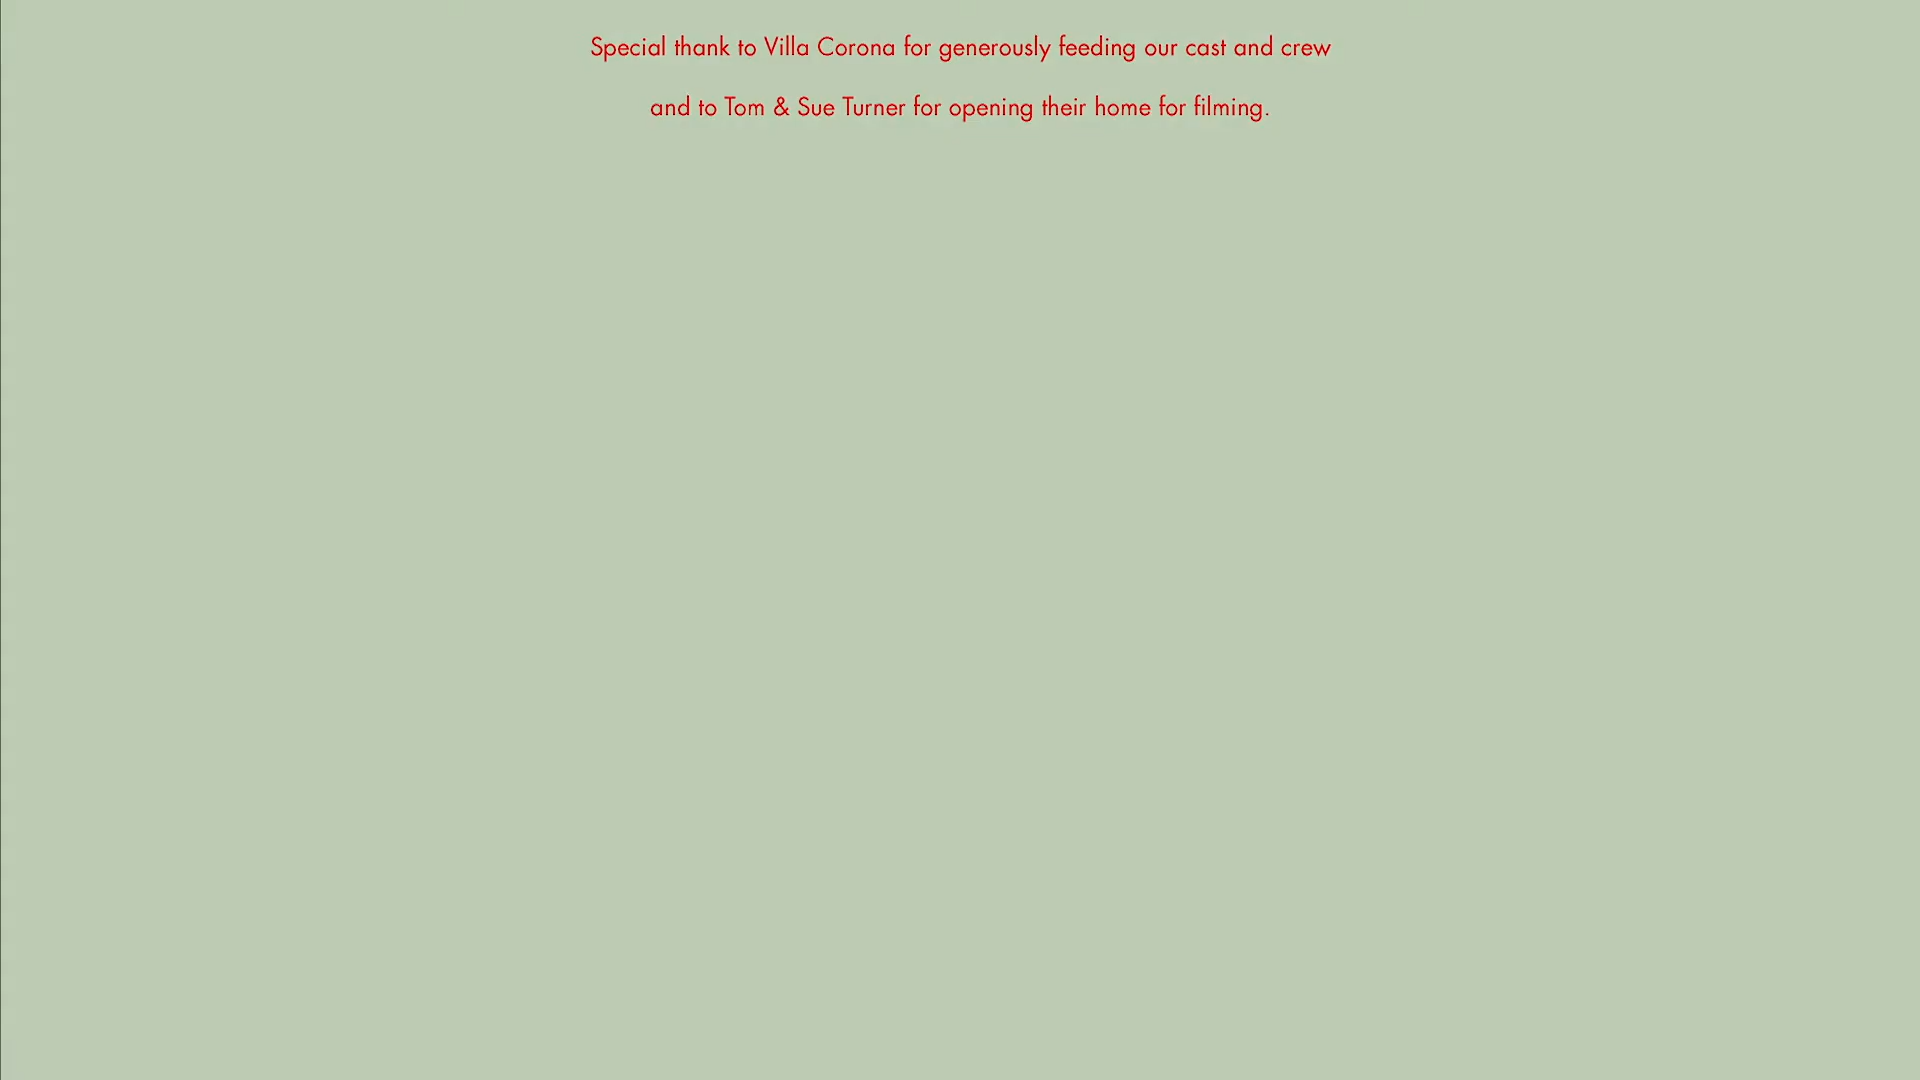 Special thank to Villa Corona for generously feeding our cast and crew
and to Tom & Sue Turner for opening their home for filming.